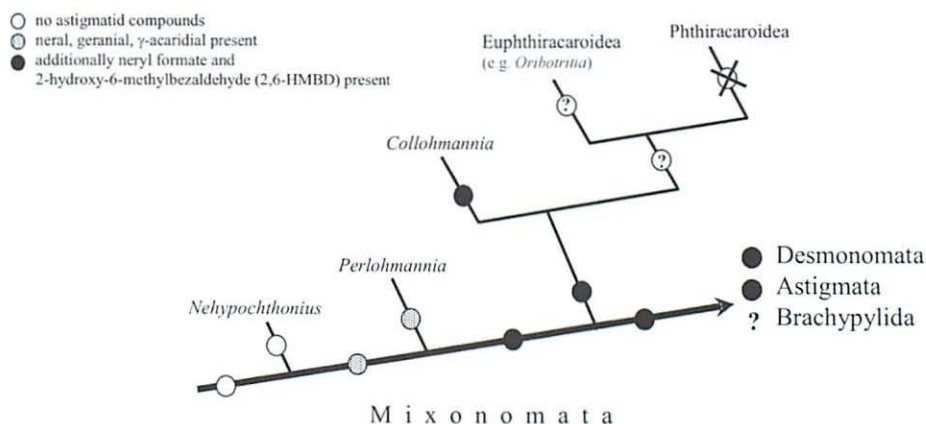 no astigmatid compounds
neral, geranial, γ-acaridial present
additionally neryl formate and
2-hydroxy-6-methylbezaldehyde (2,6-HMBD) present
Phthiracaroidea
Euphthiracaroidea
(e.g. Oribotritia)
?
Collohmannia
?
Perlohmannia
Nehypochthonius
Desmonomata
Astigmata
? Brachypylida
Mixonomata